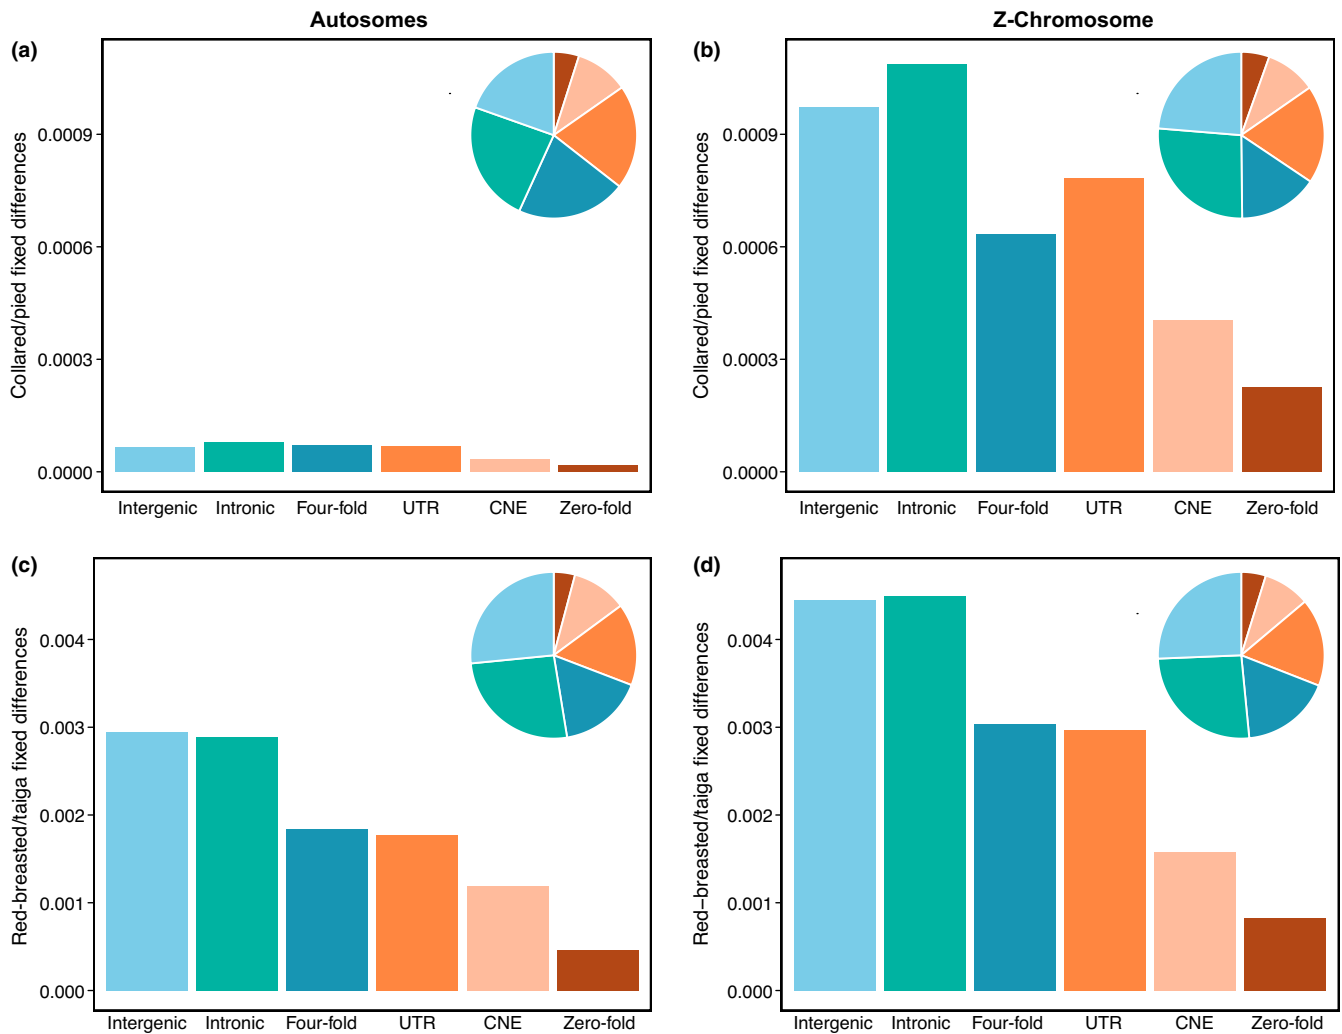 Autosomes
Z-Chromosome
(a)
Collared/pied fixed differences
0.0009
0.0006
0.0003
0.0000
Intergenic Intronic Four-fold UTR CNE Zero-fold
(b)
Collared/pied fixed differences
0.0009
0.0006
0.0003
0.0000
Intergenic Intronic Four-fold UTR CNE Zero-fold
(c)
Red-breasted/taiga fixed differences
0.004
0.003
0.002
0.001
0.000
Intergenic Intronic Four-fold UTR CNE Zero-fold
(d)
Red–breasted/taiga fixed differences
0.004
0.003
0.002
0.001
0.000
Intergenic Intronic Four-fold UTR CNE Zero-fold